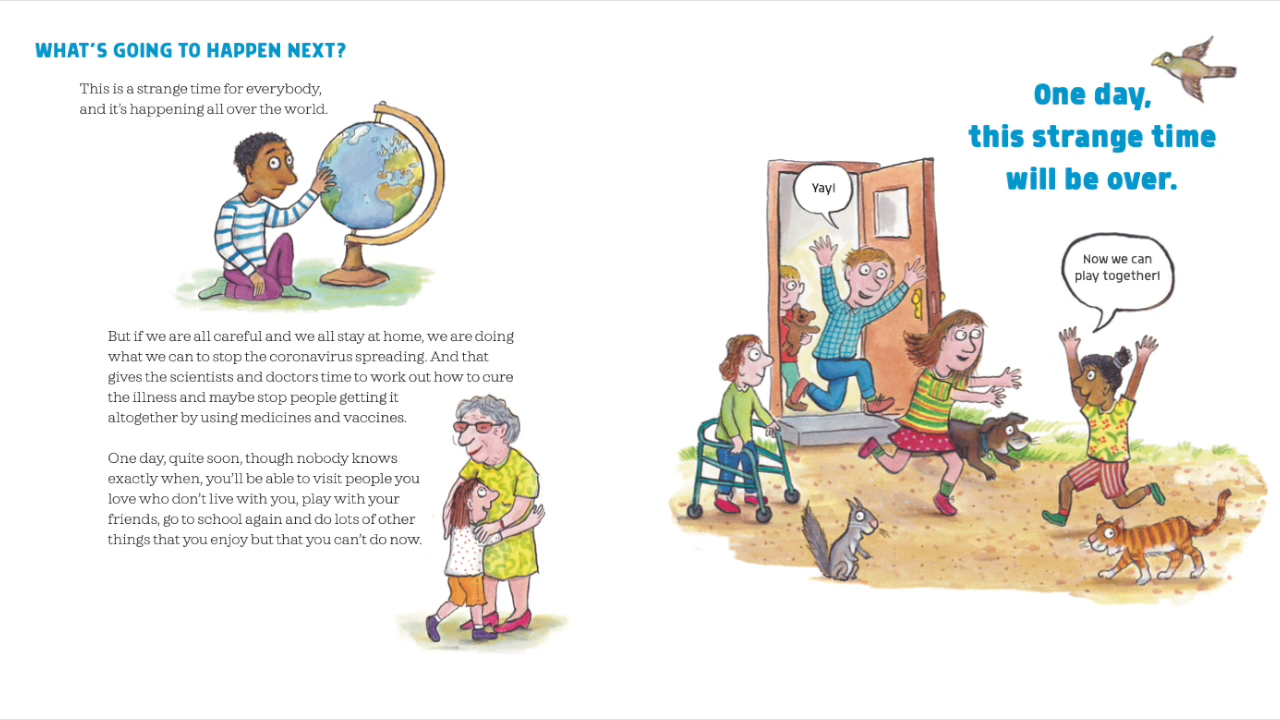 WHAT'S GOING TO HAPPEN NEXT?
This is a strange time for everybody,
and it's happening all over the world.
But if we are all careful and we all stay at home, we are doing
what we can to stop the coronavirus spreading. And that
gives the scientists and doctors time to work out how to cure
the illness and maybe stop people getting it
altogether by using medicines and vaccines.
One day, quite soon, though nobody knows
exactly when, you'll be able to visit people you
love who don't live with you, play with your
friends, go to school again and do lots of other
things that you enjoy but that you can't do now.
One day,
this strange time
will be over.
Yay!
Now we can
play together!